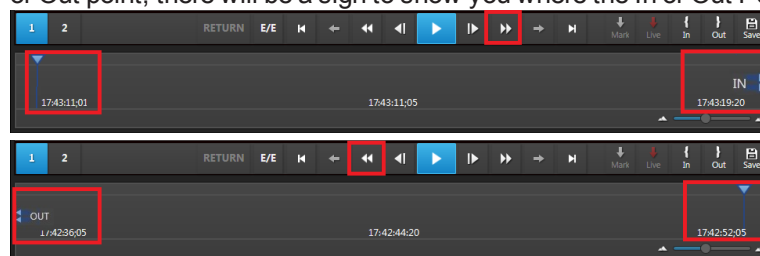 or Out point, there will be a sign to show you where the In or Out P
1 2 RETURN E/E Mark Live In Out Save
IN
17:43:11;01 17:43:11;05 17:43:19:20
1 2 RETURN E/E Mark Live In Out Save
OUT
17:42:36;05 17:42:44:20 17:42:52;05